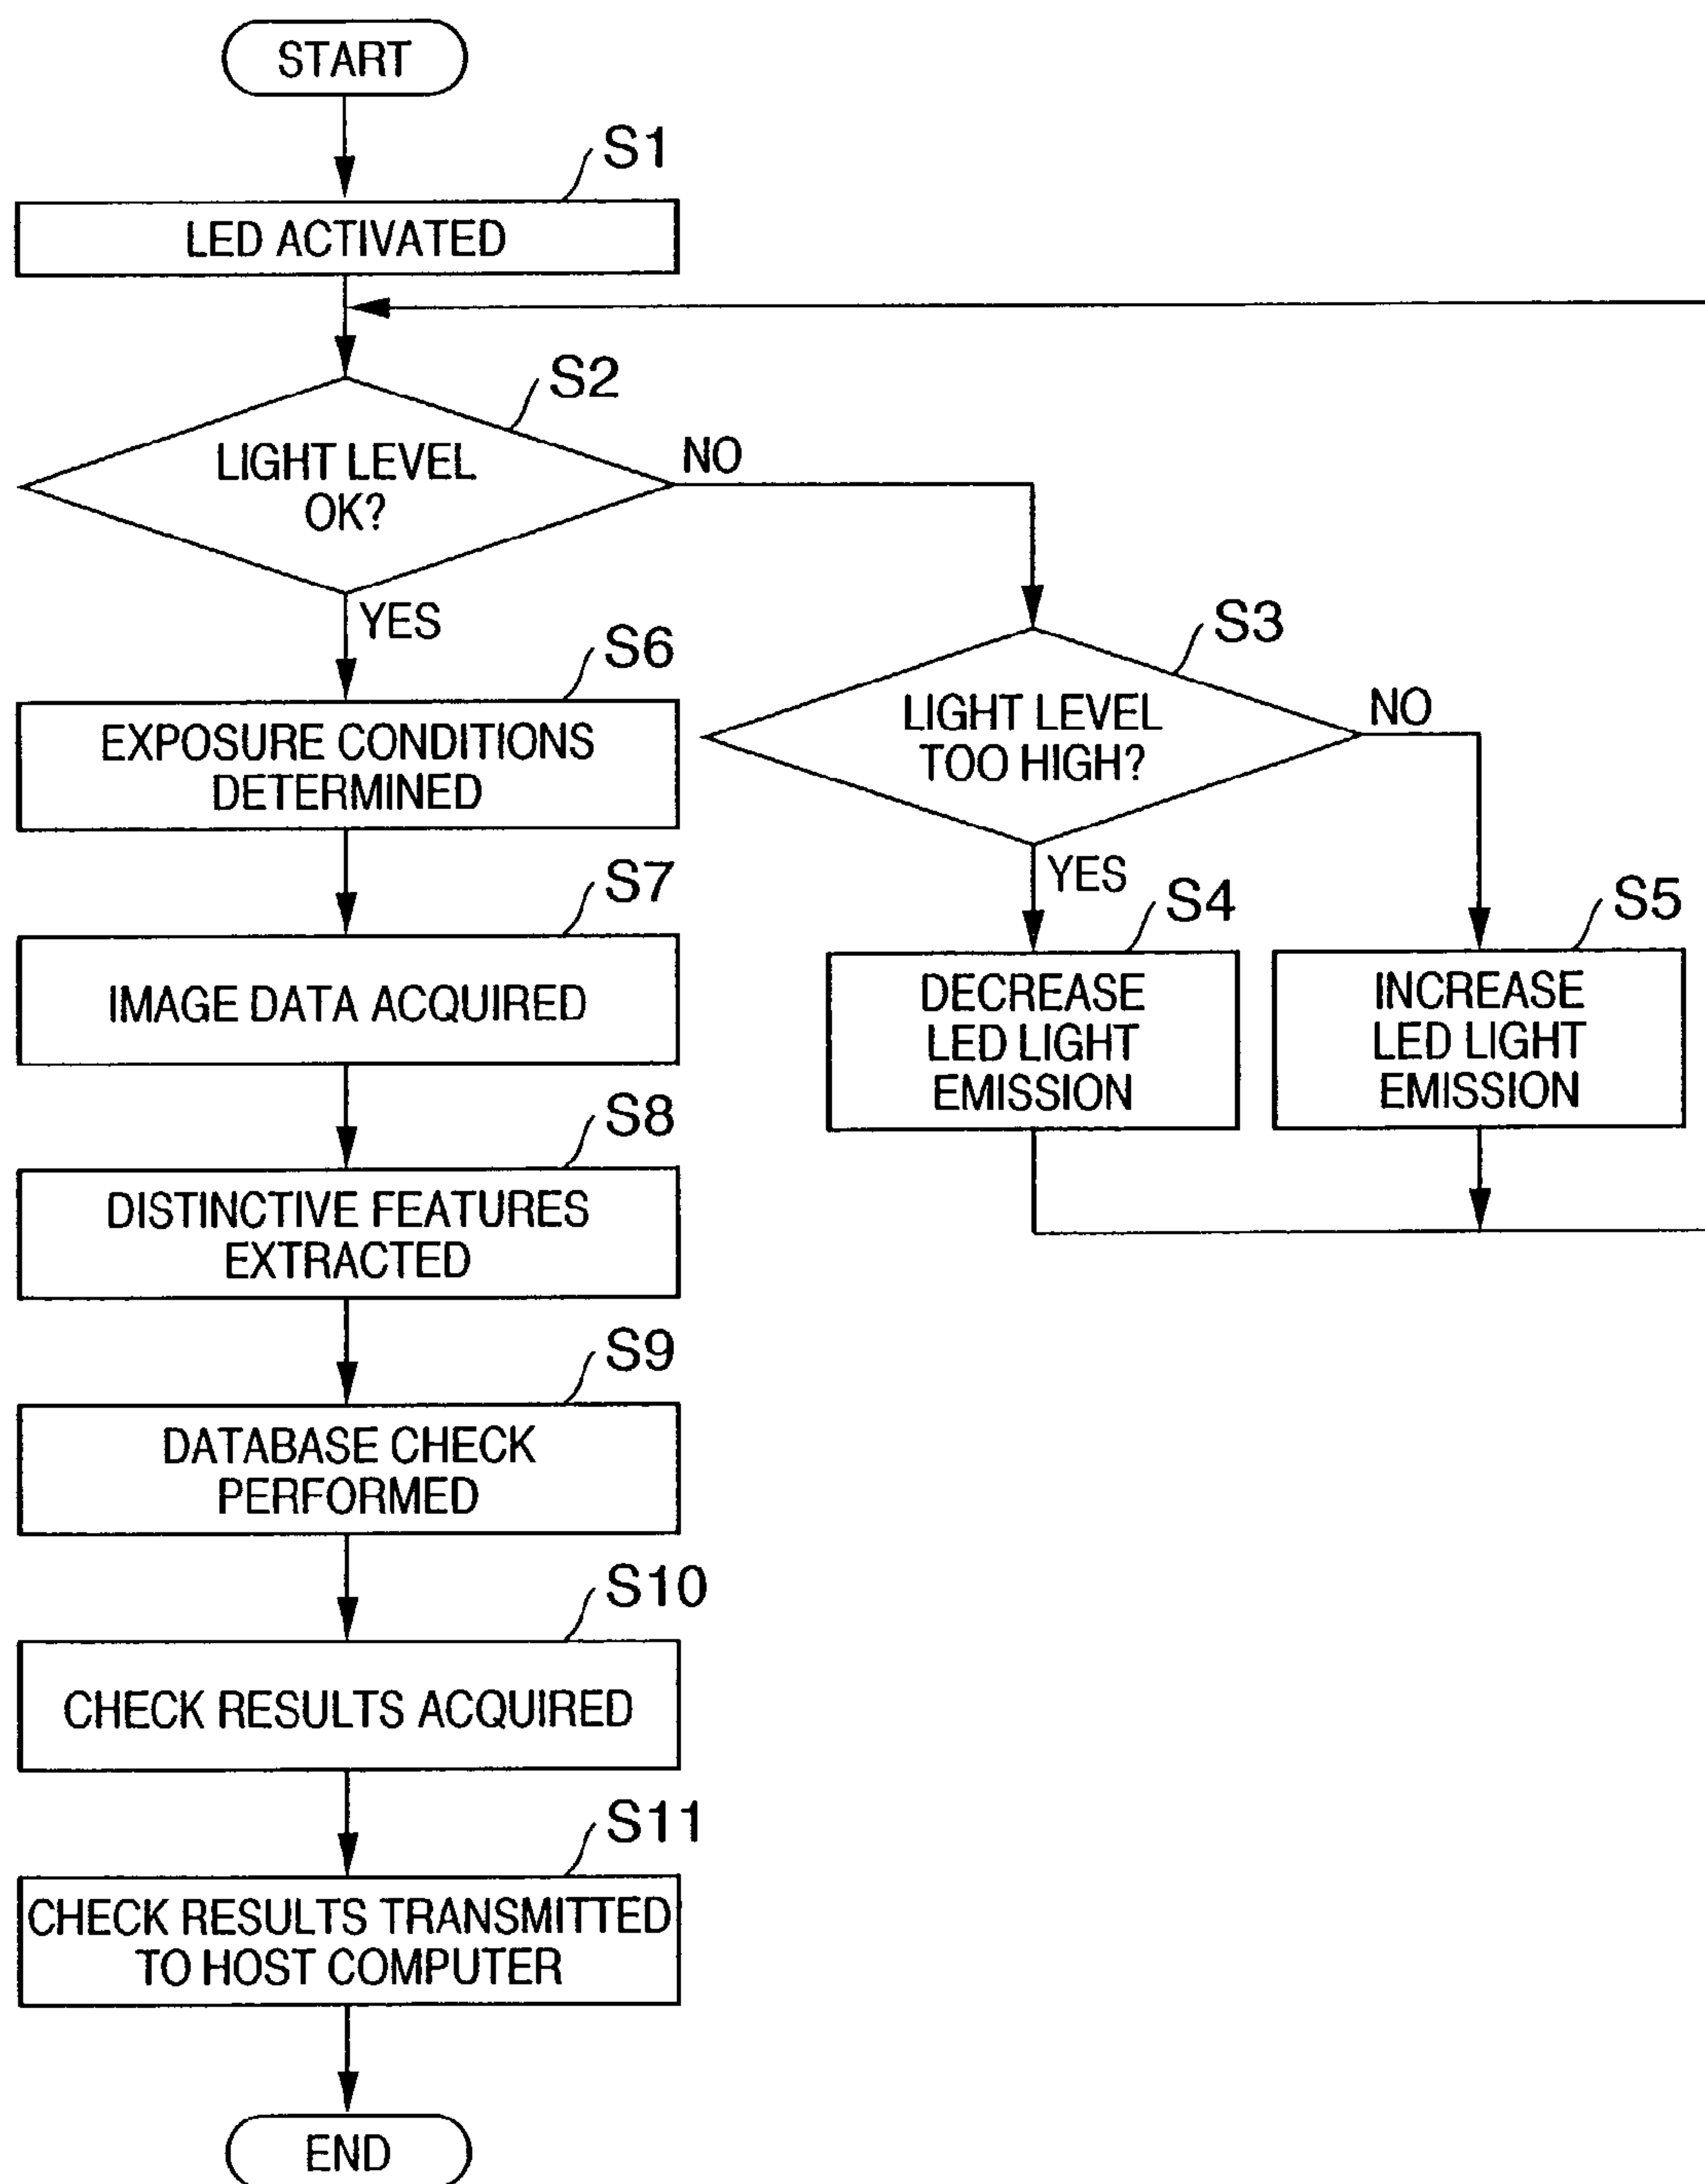 START
S1
LED ACTIVATED
S2
LIGHT LEVEL
OK?
NO
YES
S3
LIGHT LEVEL
TOO HIGH?
NO
YES
S4
DECREASE
LED LIGHT
EMISSION
S5
INCREASE
LED LIGHT
EMISSION
S6
EXPOSURE CONDITIONS
DETERMINED
S7
IMAGE DATA ACQUIRED
S8
DISTINCTIVE FEATURES
EXTRACTED
S9
DATABASE CHECK
PERFORMED
S10
CHECK RESULTS ACQUIRED
S11
CHECK RESULTS TRANSMITTED
TO HOST COMPUTER
END